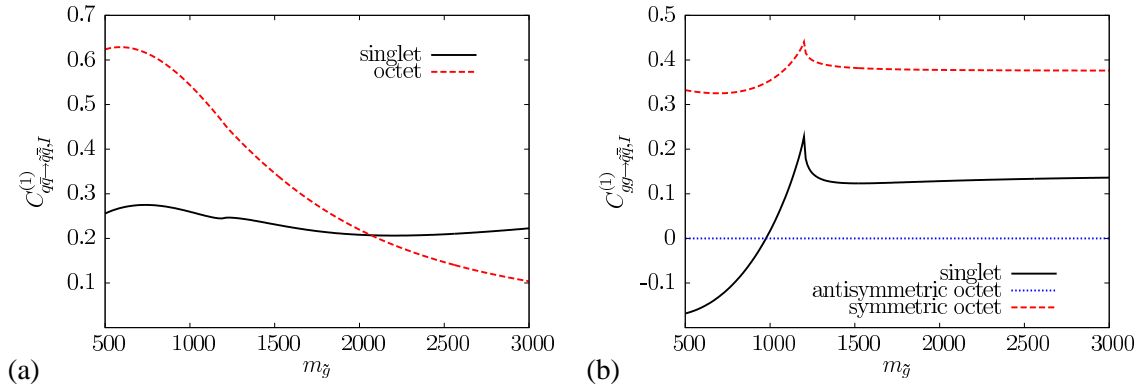 0.7
0.6
0.5
0.4
0.3
0.2
0.1
500 1000 1500 2000 2500 3000
C^{(1)}_{q\bar{q}→\tilde{q}\bar{\tilde{q}},I}
m_{\tilde{g}}
singlet
octet
(a)
0.5
0.4
0.3
0.2
0.1
0
-0.1
500 1000 1500 2000 2500 3000
C^{(1)}_{gg→\tilde{q}\bar{\tilde{q}},I}
m_{\tilde{g}}
singlet
antisymmetric octet
symmetric octet
(b)